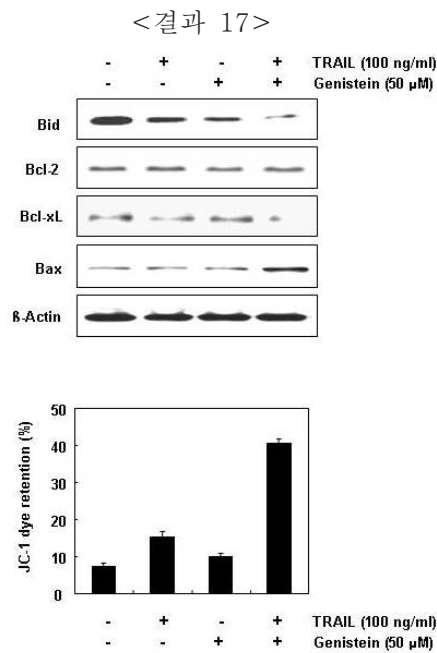 <결과 17>
- + - + TRAIL (100 ng/ml)
- - + + Genistein (50 µM)
Bid
Bcl-2
Bcl-xL
Bax
ß-Actin
50
40
30
20
10
0
JC-1 dye retention (%)
- + - + TRAIL (100 ng/ml)
- - + + Genistein (50 µM)